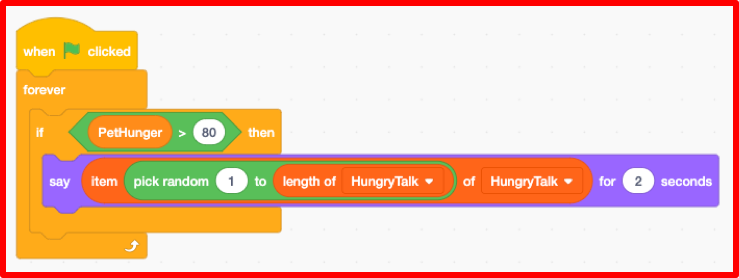 when clicked
forever
if PetHunger > 80 then
say item pick random 1 to length of HungryTalk of HungryTalk for 2 seconds